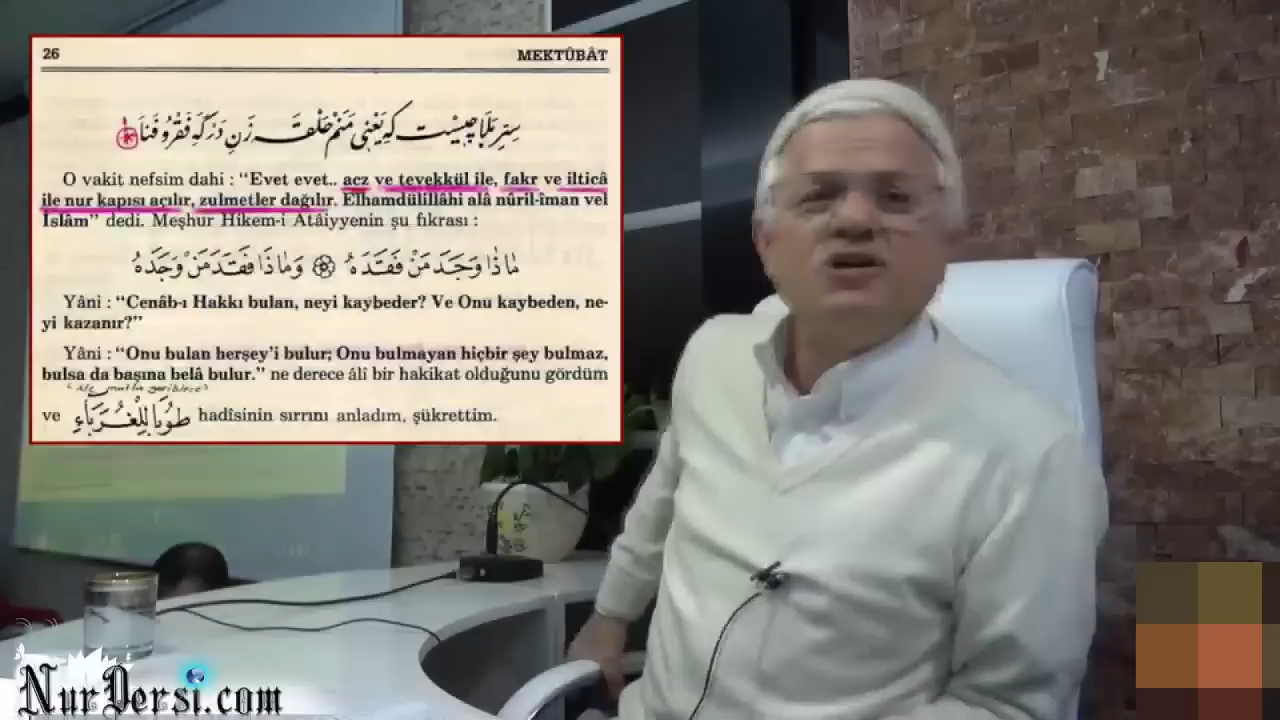 26 MEKTÛBÂT
O vakit nefsim dahi : "Evet evet.. acz ve tevekkül ile, fakr ve ilticâ
ile nur kapısı açılır, zulmetler dağılır. Elhamdülillâhi alâ nûril-îman vel
İslâm" dedi. Meşhur Hikem-i Atâiyyenin şu fıkrası :
مَاذَا وَجَدَ مَنْ فَقَدَهُ ۞ وَمَاذَا فَقَدَ مَنْ وَجَدَهُ
Yâni : "Cenâb-ı Hakkı bulan, neyi kaybeder? Ve Onu kaybeden, ne-
yi kazanır?"
Yâni : "Onu bulan herşey'i bulur; Onu bulmayan hiçbir şey bulmaz,
bulsa da başına belâ bulur." ne derece âlî bir hakikat olduğunu gördüm
ve طُوبَا لِلْغُرَبَاءِ hadîsinin sırrını anladım, şükrettim.
NurDersi.com